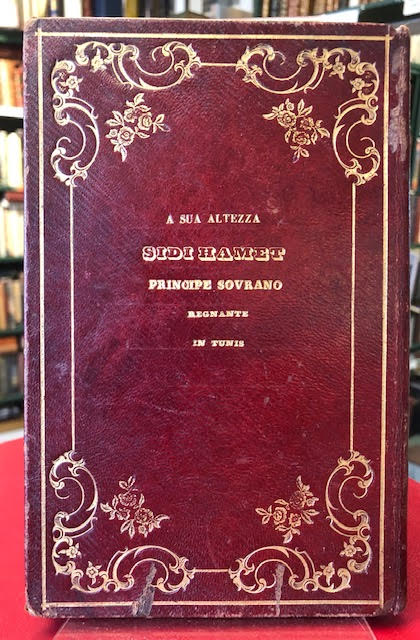 A SUA ALTEZZA
SIDI HAMET
PRINCIPE SOVRANO
REGNANTE
IN TUNIS